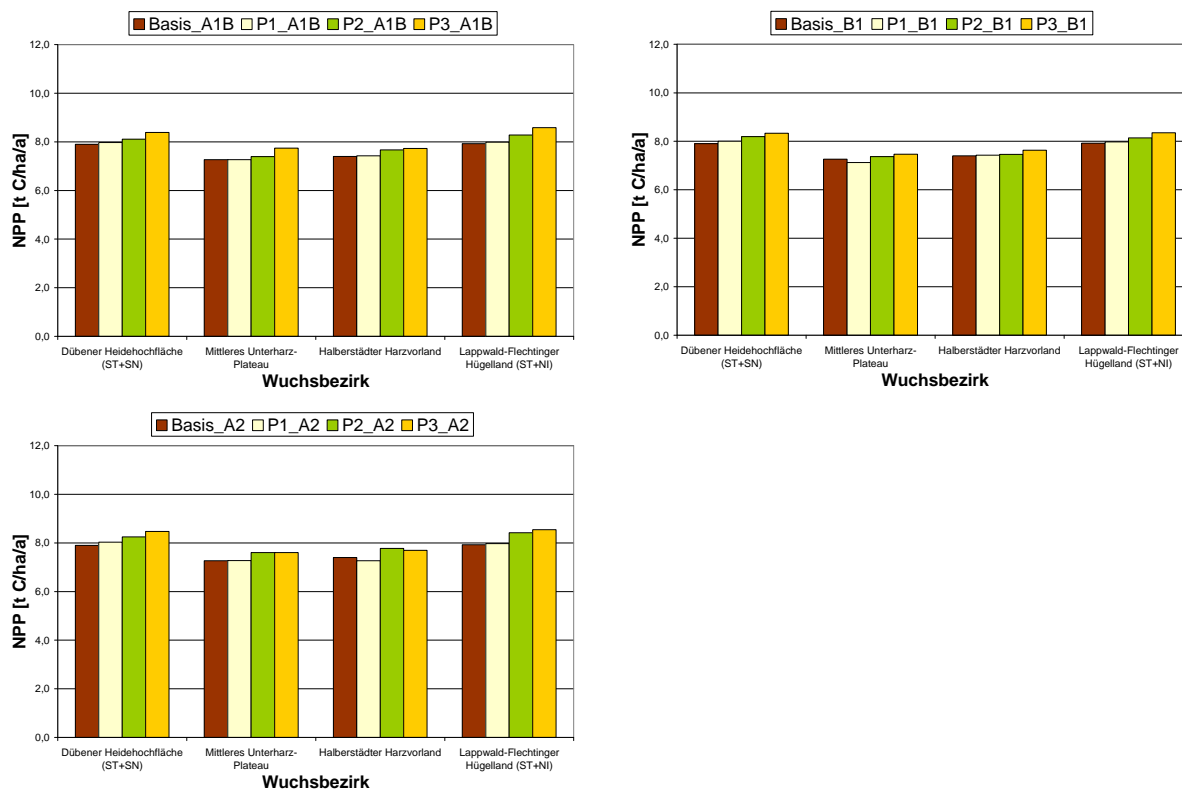 Basis_A1B P1_A1B P2_A1B P3_A1B
12,0
10,0
8,0
6,0
4,0
2,0
0,0
NPP [t C/ha/a]
Dübener Heidehochfläche
(ST+SN)
Mittleres Unterharz-
Plateau
Halberstädter Harzvorland
Lappwald-Flechtinger
Hügelland (ST+NI)
Wuchsbezirk
Basis_B1 P1_B1 P2_B1 P3_B1
12,0
10,0
8,0
6,0
4,0
2,0
0,0
NPP [t C/ha/a]
Dübener Heidehochfläche
(ST+SN)
Mittleres Unterharz-
Plateau
Halberstädter Harzvorland
Lappwald-Flechtinger
Hügelland (ST+NI)
Wuchsbezirk
Basis_A2 P1_A2 P2_A2 P3_A2
12,0
10,0
8,0
6,0
4,0
2,0
0,0
NPP [t C/ha/a]
Dübener Heidehochfläche
(ST+SN)
Mittleres Unterharz-
Plateau
Halberstädter Harzvorland
Lappwald-Flechtinger
Hügelland (ST+NI)
Wuchsbezirk